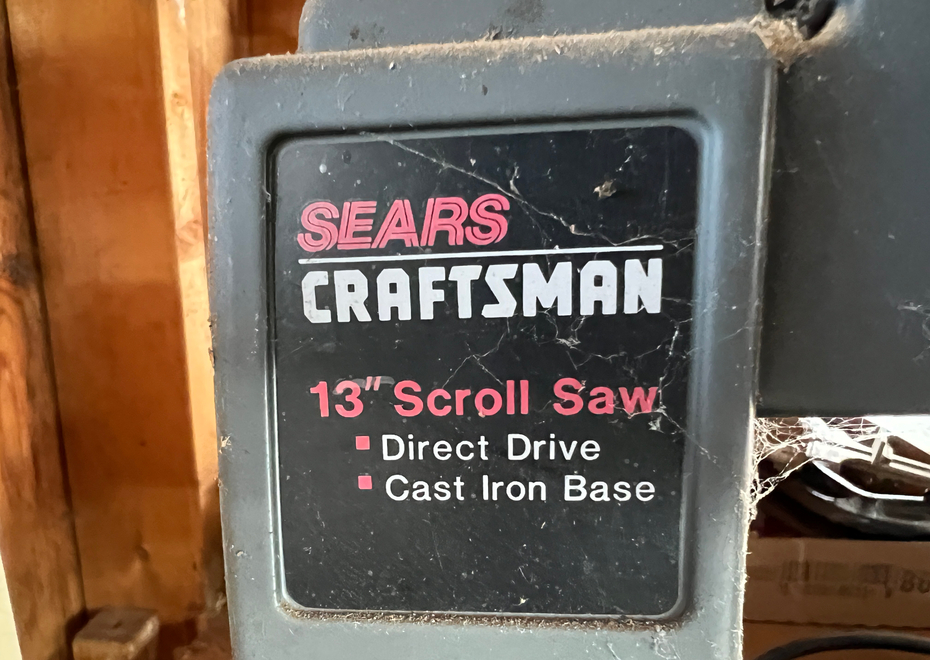 SEARS
CRAFTSMAN
13" Scroll Saw
Direct Drive
Cast Iron Base